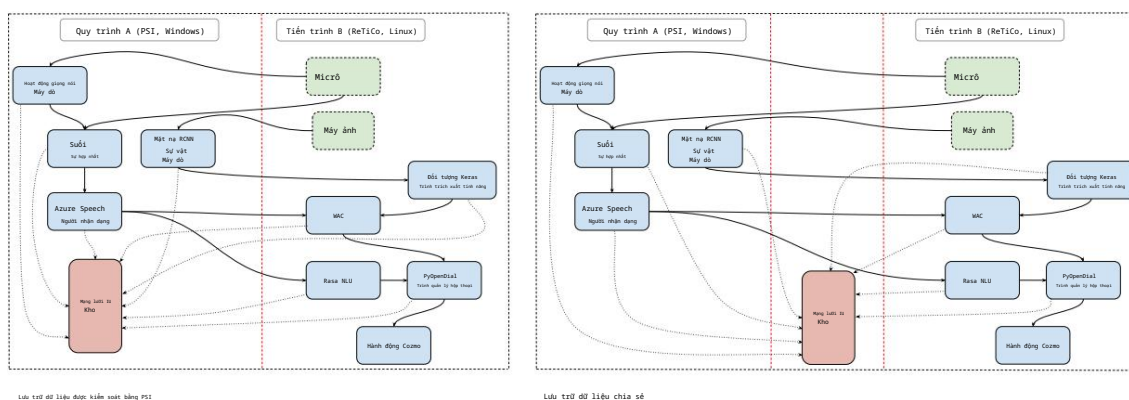 Quy trình A (PSI, Windows)
Tiến trình B (ReTiCo, Linux)
Micrô
Hoạt động giọng nói
Máy dò
Máy ảnh
Suối
Sự hợp nhất
Mặt nạ RCNN
Sự vật
Máy dò
Đối tượng Keras
Trình trích xuất tính năng
Azure Speech
Người nhận dạng
WAC
Mạng lưới IU
Kho
Rasa NLU
PyOpenDial
Trình quản lý hộp thoại
Hành động Cozmo
Lưu trữ dữ liệu được kiểm soát bằng PSI
Quy trình A (PSI, Windows)
Tiến trình B (ReTiCo, Linux)
Micrô
Hoạt động giọng nói
Máy dò
Máy ảnh
Suối
Sự hợp nhất
Mặt nạ RCNN
Sự vật
Máy dò
Đối tượng Keras
Trình trích xuất tính năng
Azure Speech
Người nhận dạng
WAC
Mạng lưới IU
Kho
Rasa NLU
PyOpenDial
Trình quản lý hộp thoại
Hành động Cozmo
Lưu trữ dữ liệu chia sẻ